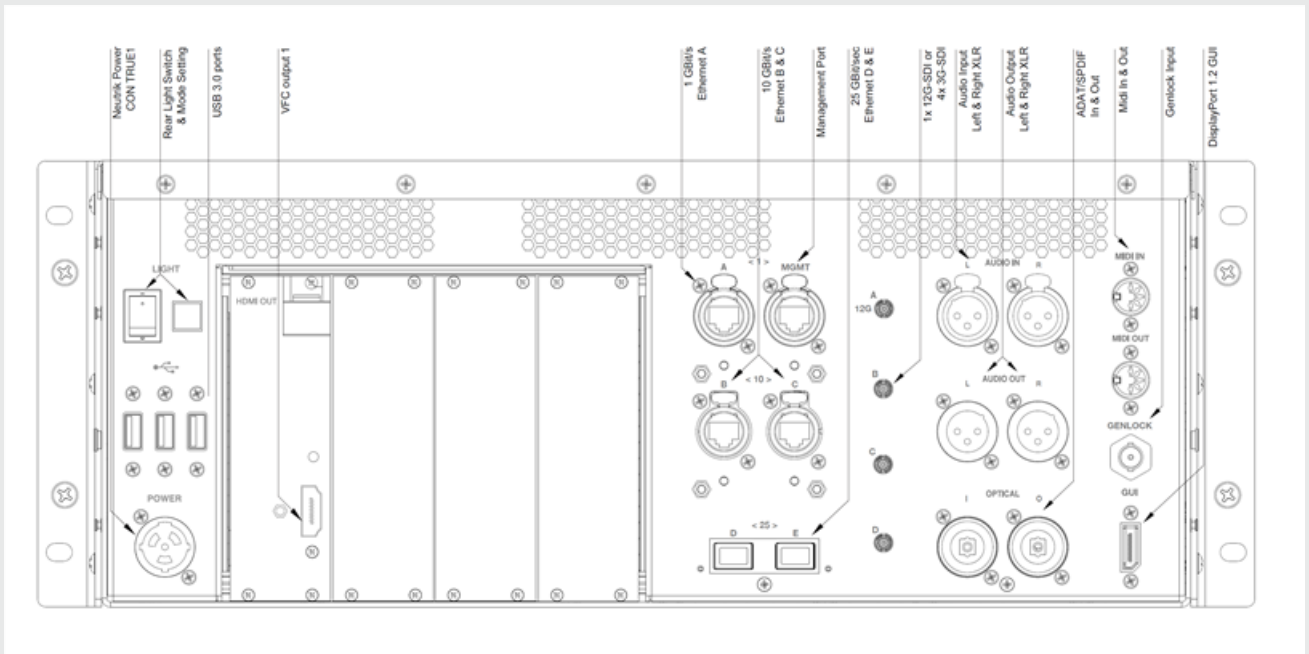 Neutrik Power
CON TRUE1
Rear Light Switch
& Mode Setting
USB 3.0 ports
VFC output 1
1 GBit/s
Ethernet A
10 GBit/s
Ethernet B & C
Management Port
25 GBit/sec
Ethernet D & E
1x 12G-SDI or
4x 3G-SDI
Audio Input
Left & Right XLR
Audio Output
Left & Right XLR
ADAT/SPDIF
In & Out
Midi In & Out
Genlock Input
DisplayPort 1.2 GUI
LIGHT
HDMI OUT
POWER
A
< 1 >
MGMT
B
< 10 >
C
D
< 25 >
E
A
12G
B
C
D
L
AUDIO IN
R
L
AUDIO OUT
R
I
OPTICAL
O
MIDI IN
MIDI OUT
GENLOCK
GUI